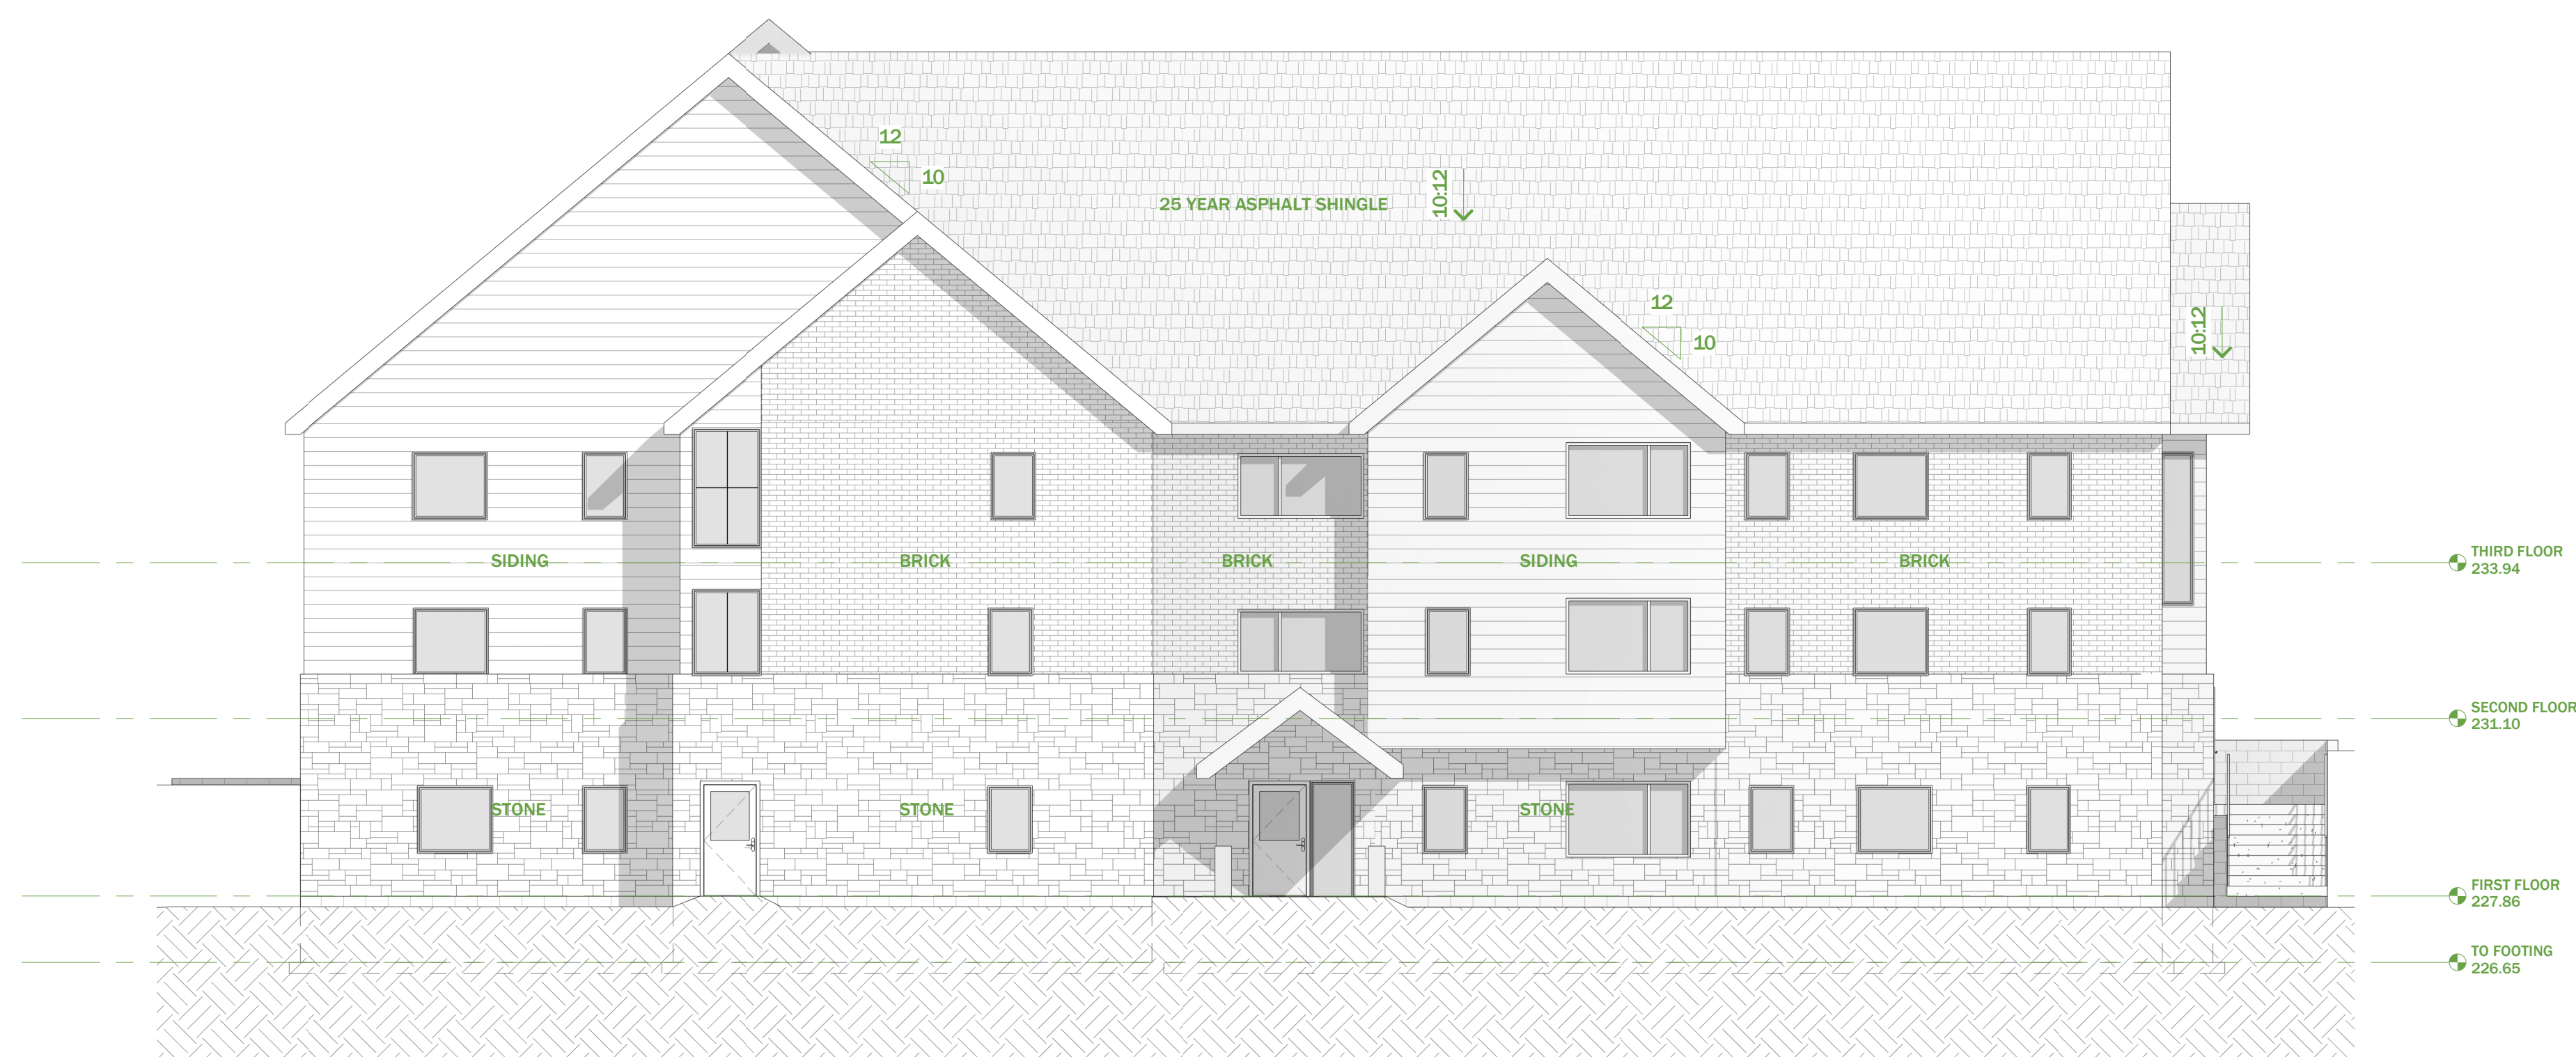 12
10
25 YEAR ASPHALT SHINGLE
10:12
12
10
10:12
SIDING
BRICK
BRICK
SIDING
BRICK
THIRD FLOOR
233.94
SECOND FLOOR
231.10
STONE
STONE
STONE
FIRST FLOOR
227.86
TO FOOTING
226.65